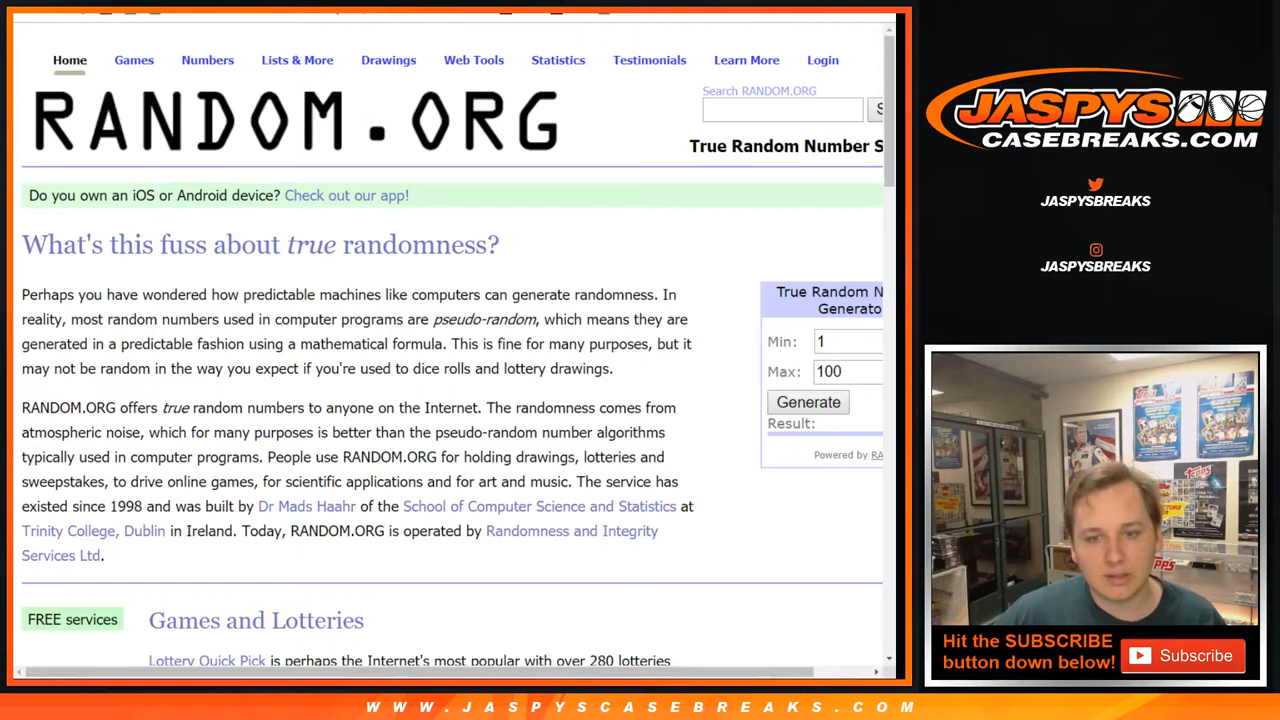 Home Games Numbers Lists & More Drawings Web Tools Statistics Testimonials Learn More Login
RANDOM.ORG
Search RANDOM.ORG
S
True Random Number S
Do you own an iOS or Android device? Check out our app!
What's this fuss about true randomness?
Perhaps you have wondered how predictable machines like computers can generate randomness. In
reality, most random numbers used in computer programs are pseudo-random, which means they are
generated in a predictable fashion using a mathematical formula. This is fine for many purposes, but it
may not be random in the way you expect if you're used to dice rolls and lottery drawings.
RANDOM.ORG offers true random numbers to anyone on the Internet. The randomness comes from
atmospheric noise, which for many purposes is better than the pseudo-random number algorithms
typically used in computer programs. People use RANDOM.ORG for holding drawings, lotteries and
sweepstakes, to drive online games, for scientific applications and for art and music. The service has
existed since 1998 and was built by Dr Mads Haahr of the School of Computer Science and Statistics at
Trinity College, Dublin in Ireland. Today, RANDOM.ORG is operated by Randomness and Integrity
Services Ltd.
True Random N
Generato
Min: 1
Max: 100
Generate
Result:
Powered by RA
FREE services
Games and Lotteries
Lottery Quick Pick is perhaps the Internet's most popular with over 280 lotteries
JASPYS
CASEBREAKS.COM
JASPYSBREAKS
JASPYSBREAKS
Topps
TOPPS
Hit the SUBSCRIBE
button down below!
Subscribe
WWW.JASPYSCASEBREAKS.COM